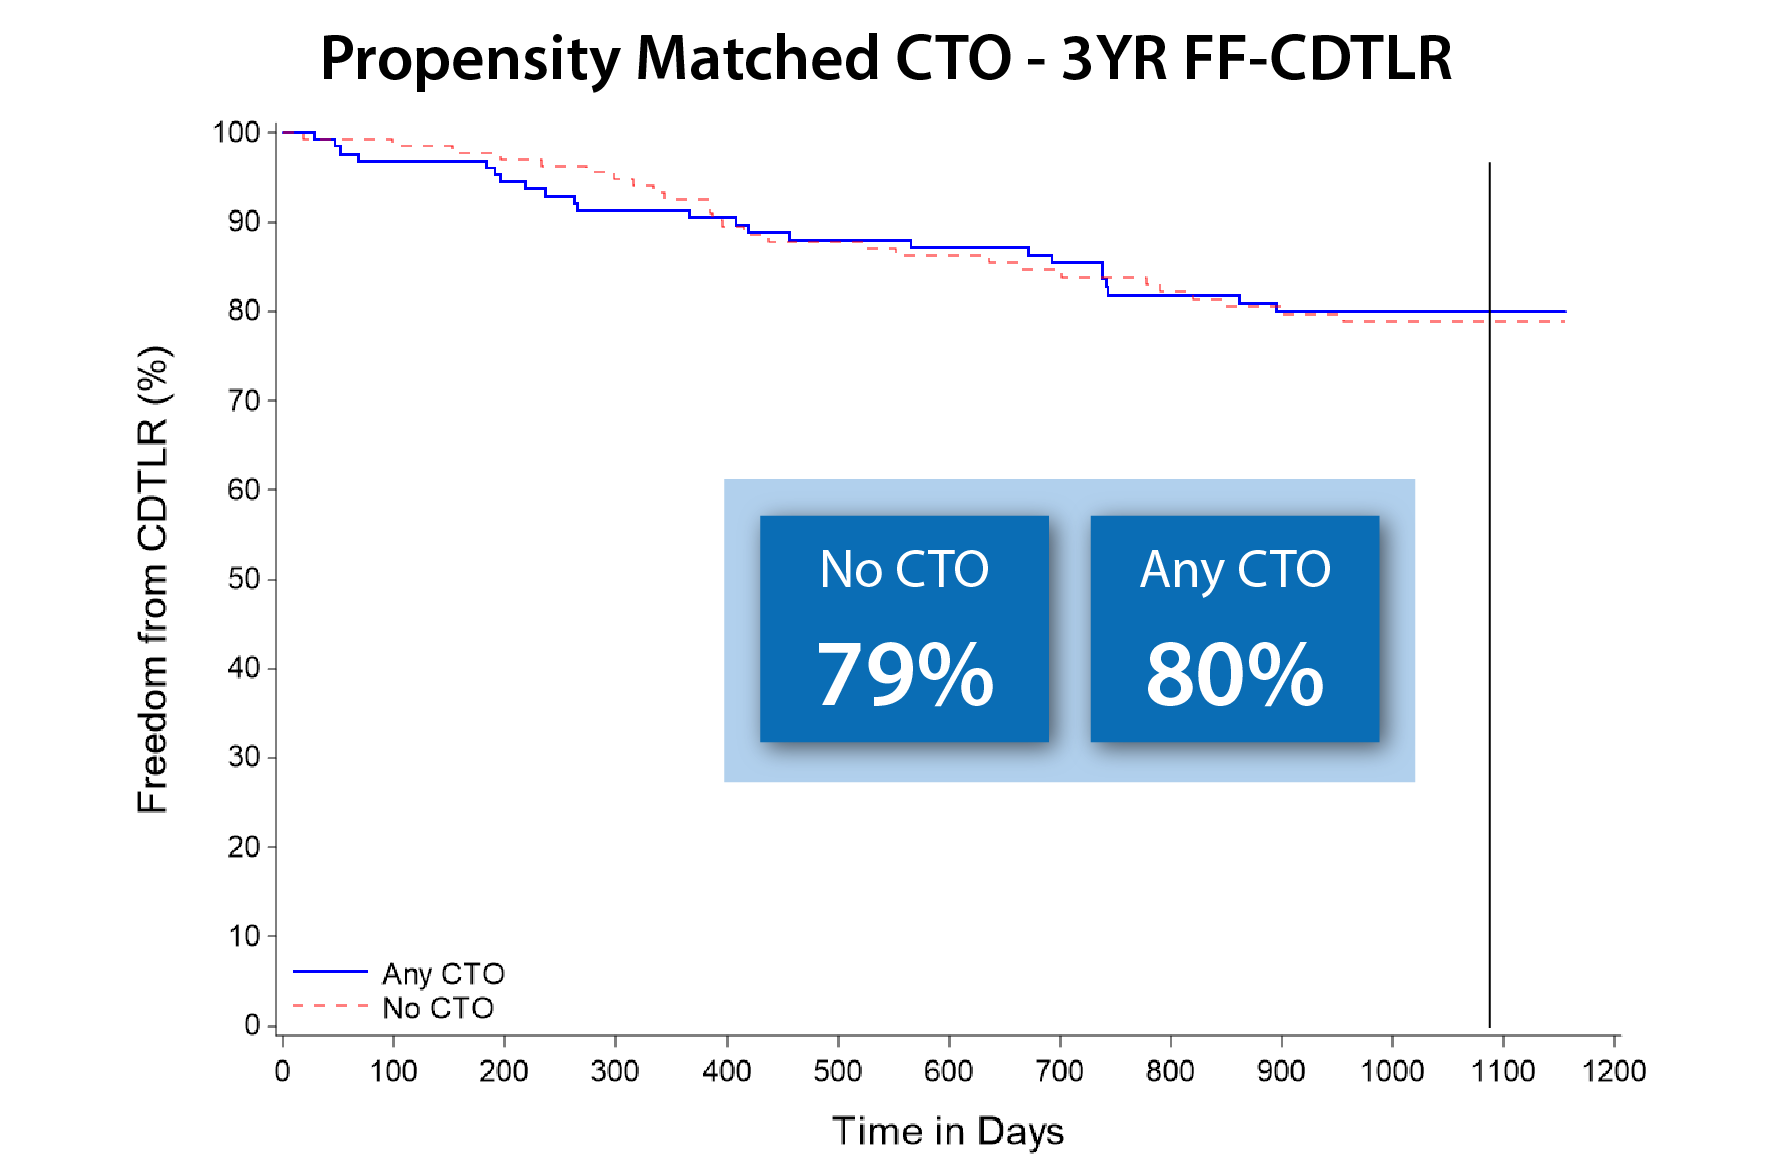 Propensity Matched CTO - 3YR FF-CDTLR
100
90
80
70
60
50
40
30
20
10
0
Freedom from CDTLR (%)
No CTO
79%
Any CTO
80%
Any CTO
No CTO
0 100 200 300 400 500 600 700 800 900 1000 1100 1200
Time in Days